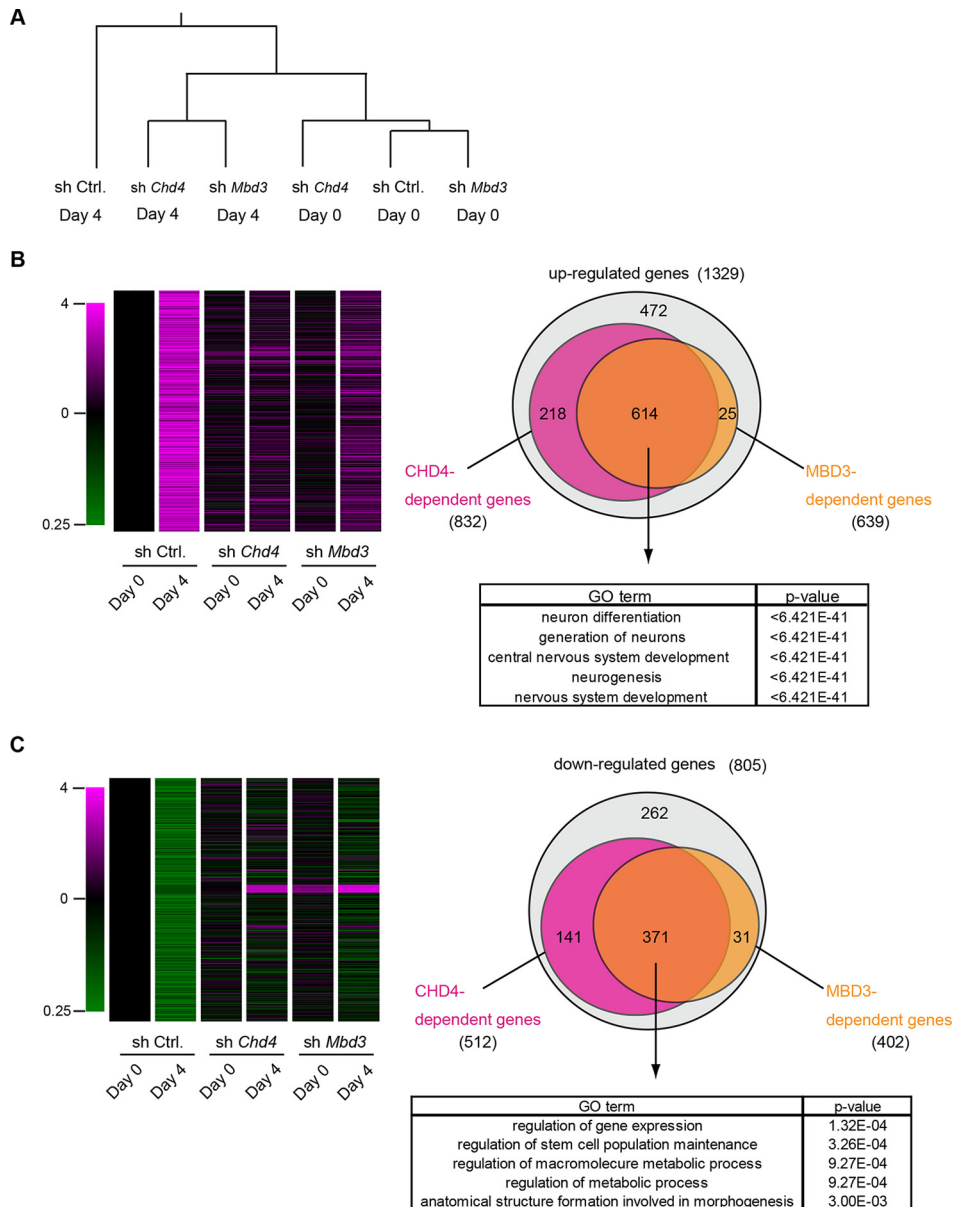 A
sh Ctrl. sh Chd4 sh Mbd3 sh Chd4 sh Ctrl. sh Mbd3
Day 4 Day 4 Day 4 Day 0 Day 0 Day 0
B
4
0
0.25
sh Ctrl. sh Chd4 sh Mbd3
Day 0 Day 4 Day 0 Day 4 Day 0 Day 4
up-regulated genes (1329)
472
218 614 25
CHD4-
dependent genes
(832)
MBD3-
dependent genes
(639)
GO term p-value
neuron differentiation <6.421E-41
generation of neurons <6.421E-41
central nervous system development <6.421E-41
neurogenesis <6.421E-41
nervous system development <6.421E-41
C
4
0
0.25
sh Ctrl. sh Chd4 sh Mbd3
Day 0 Day 4 Day 0 Day 4 Day 0 Day 4
down-regulated genes (805)
262
141 371 31
CHD4-
dependent genes
(512)
MBD3-
dependent genes
(402)
GO term p-value
regulation of gene expression 1.32E-04
regulation of stem cell population maintenance 3.26E-04
regulation of macromolecure metabolic process 9.27E-04
regulation of metabolic process 9.27E-04
anatomical structure formation involved in morphogenesis 3.00E-03